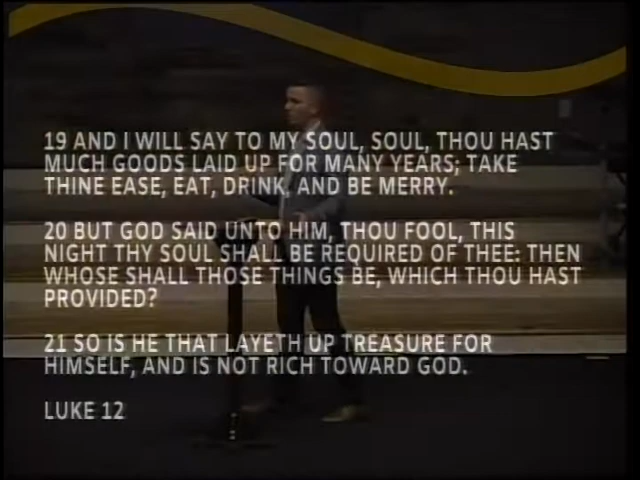 19 AND I WILL SAY TO MY SOUL, SOUL, THOU HAST
MUCH GOODS LAID UP FOR MANY YEARS; TAKE
THINE EASE, EAT, DRINK, AND BE MERRY.
20 BUT GOD SAID UNTO HIM, THOU FOOL, THIS
NIGHT THY SOUL SHALL BE REQUIRED OF THEE: THEN
WHOSE SHALL THOSE THINGS BE, WHICH THOU HAST
PROVIDED?
21 SO IS HE THAT LAYETH UP TREASURE FOR
HIMSELF, AND IS NOT RICH TOWARD GOD.
LUKE 12